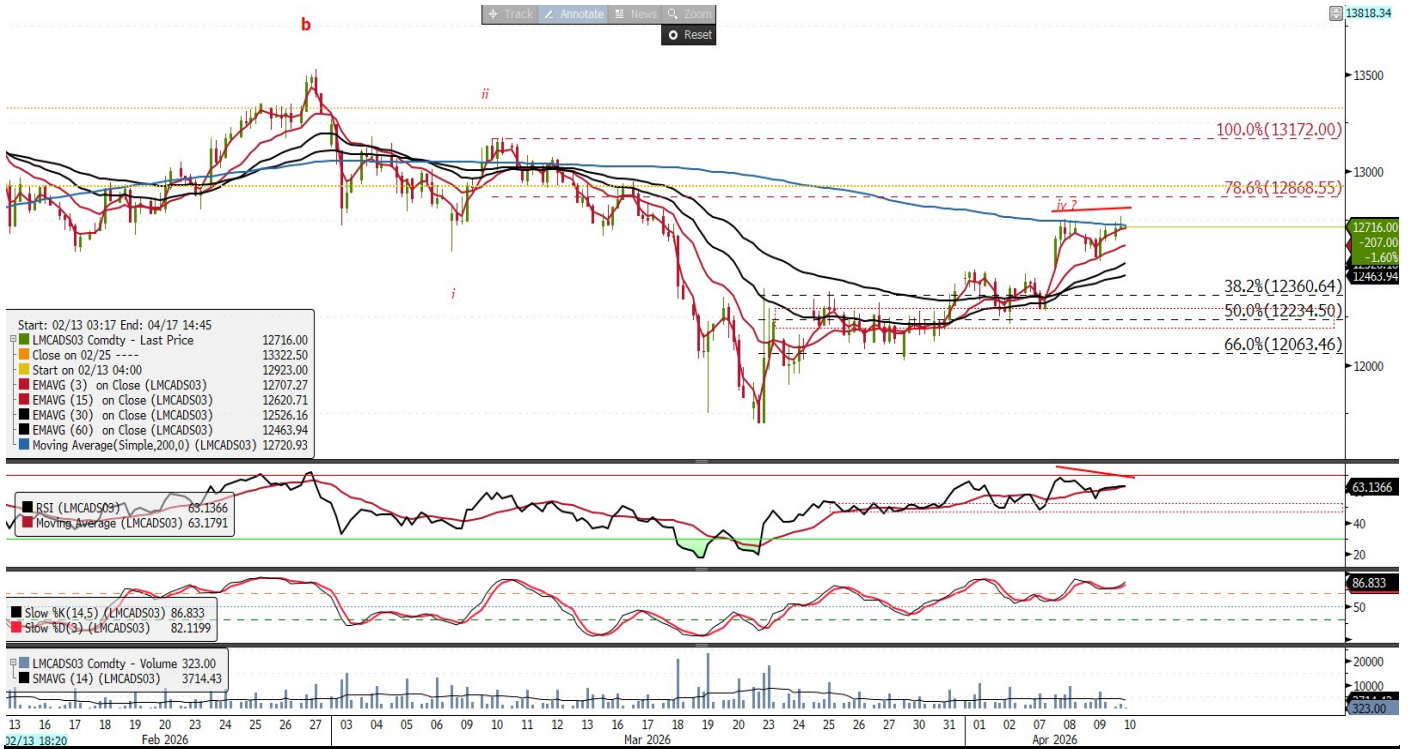 Track Annotate News Zoom
Reset
13818.34
b
ii
i
iv ?
100.0%(13172.00)
78.6%(12868.55)
38.2%(12360.64)
50.0%(12234.50)
66.0%(12063.46)
13500
13000
12716.00
-207.00
-1.60%
12463.94
12000
Start: 02/13 03:17 End: 04/17 14:45
LMCADS03 Comdty - Last Price 12716.00
Close on 02/25 ---- 13322.50
Start on 02/13 04:00 12923.00
EMAVG (3) on Close (LMCADS03) 12707.27
EMAVG (15) on Close (LMCADS03) 12620.71
EMAVG (30) on Close (LMCADS03) 12526.16
EMAVG (60) on Close (LMCADS03) 12463.94
Moving Average(Simple,200,0) (LMCADS03) 12720.93
RSI (LMCADS03) 63.1366
Moving Average (LMCADS03) 63.1791
63.1366
40
20
Slow %K(14,5) (LMCADS03) 86.833
Slow %D(3) (LMCADS03) 82.1199
86.833
50
LMCADS03 Comdty - Volume 323.00
SMAVG (14) (LMCADS03) 3714.43
20000
10000
323.00
13 16 17 18 19 20 23 24 25 26 27 03 04 05 06 09 10 11 12 13 16 17 18 19 20 23 24 25 26 27 30 31 01 02 07 08 09 10
02/13 18:20 Feb 2026 Mar 2026 Apr 2026